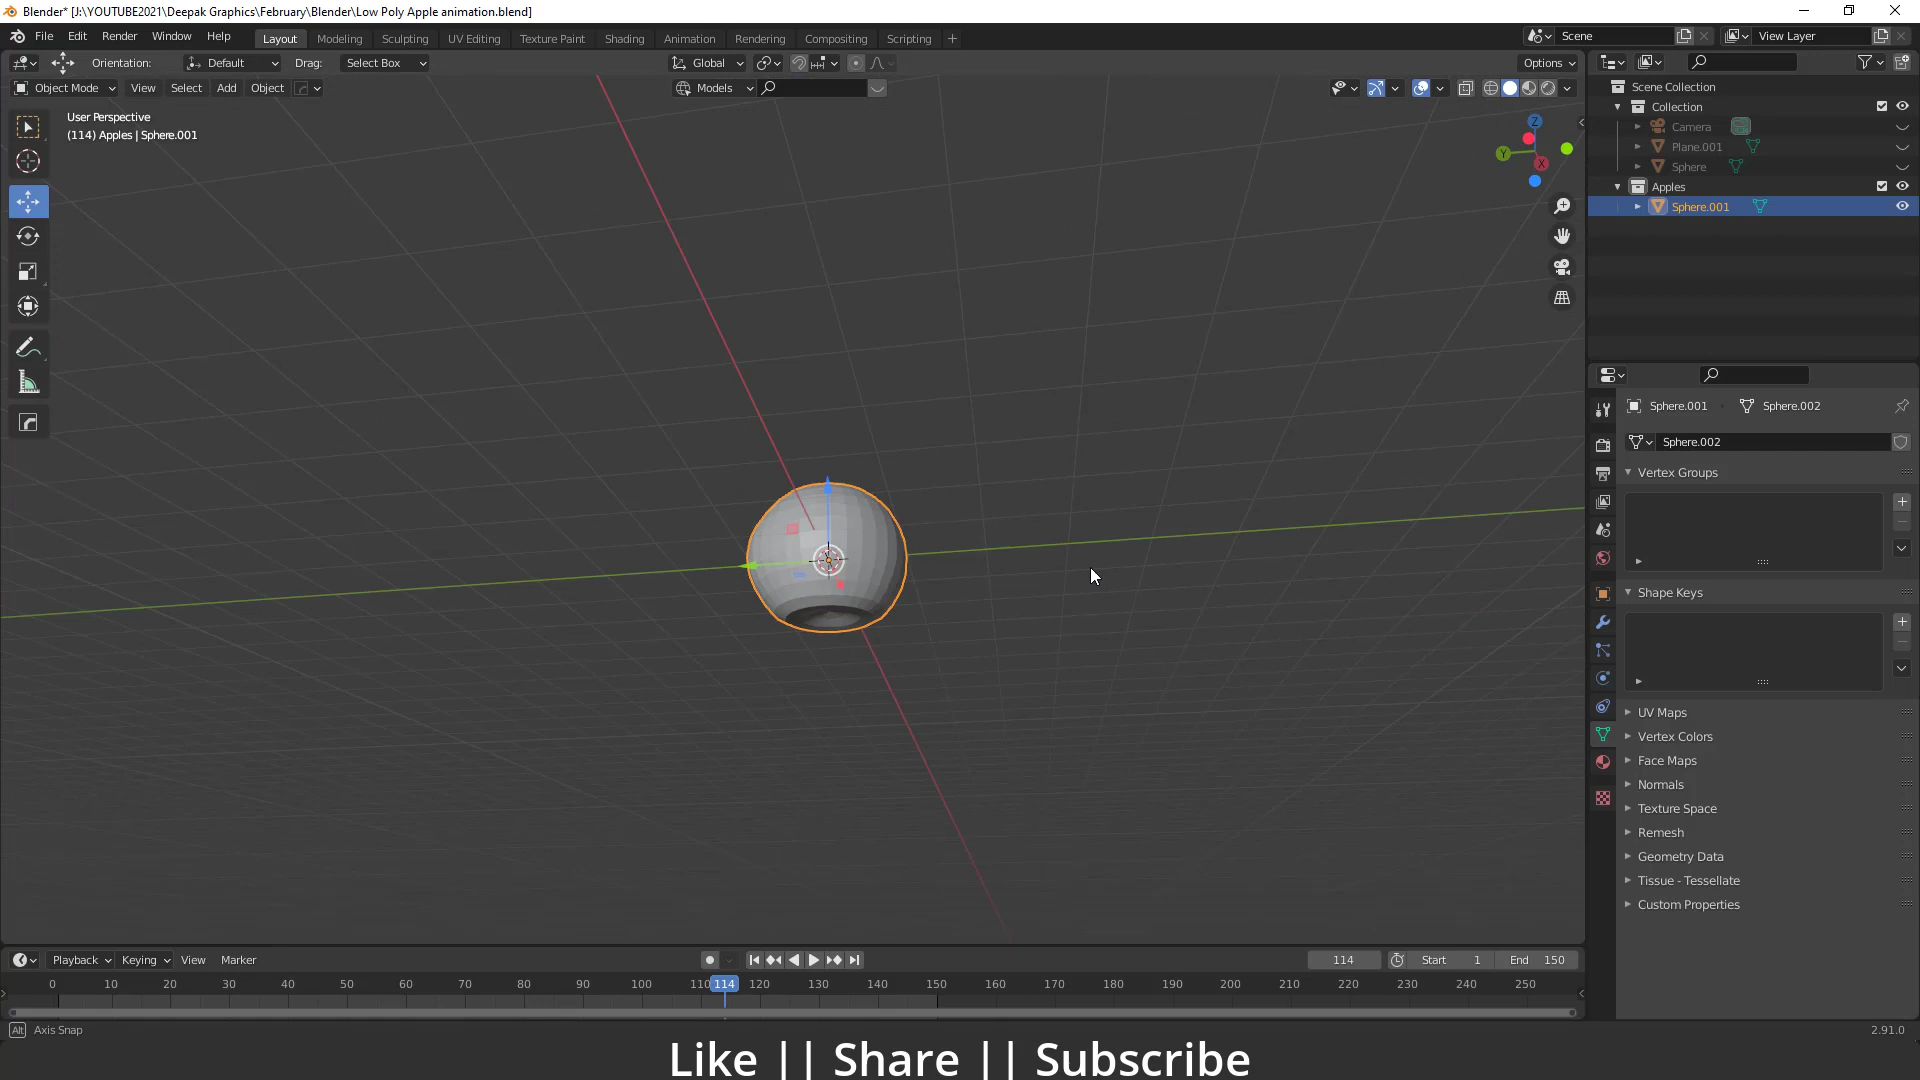 Blender* [J:\YOUTUBE2021\Deepak Graphics\February\Blender\Low Poly Apple animation.blend]
File Edit Render Window Help Layout Modeling Sculpting UV Editing Texture Paint Shading Animation Rendering Compositing Scripting + Scene View Layer
Orientation: Default Drag: Select Box Global Options
Object Mode View Select Add Object Models
User Perspective
(114) Apples | Sphere.001
Z
Y
X
Scene Collection
Collection
Camera
Plane.001
Sphere
Apples
Sphere.001
Sphere.001 Sphere.002
Sphere.002
Vertex Groups
Shape Keys
UV Maps
Vertex Colors
Face Maps
Normals
Texture Space
Remesh
Geometry Data
Tissue - Tessellate
Custom Properties
Playback Keying View Marker 114 Start 1 End 150
0 10 20 30 40 50 60 70 80 90 100 110 114 120 130 140 150 160 170 180 190 200 210 220 230 240 250
Alt Axis Snap 2.91.0
Like || Share || Subscribe